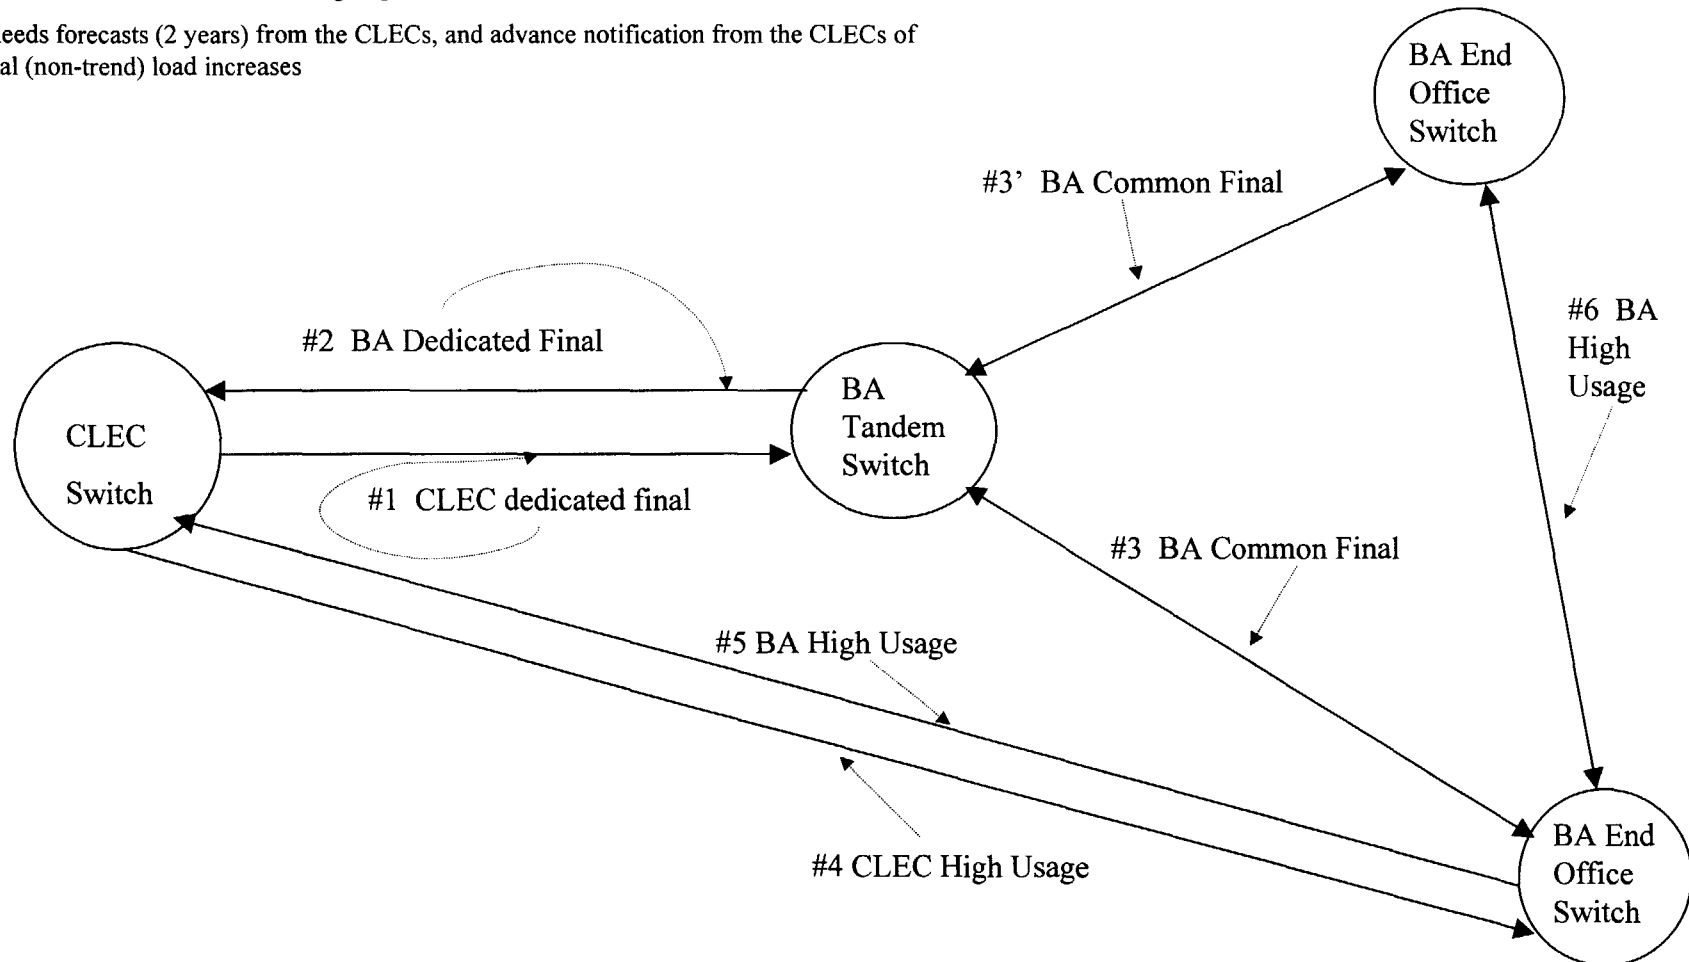 needs forecasts (2 years) from the CLECs, and advance notification from the CLECs of
al (non-trend) load increases
BA End
Office
Switch
#3’ BA Common Final
#6 BA
High
Usage
#2 BA Dedicated Final
BA
Tandem
Switch
CLEC
Switch
#1 CLEC dedicated final
#3 BA Common Final
#5 BA High Usage
#4 CLEC High Usage
BA End
Office
Switch